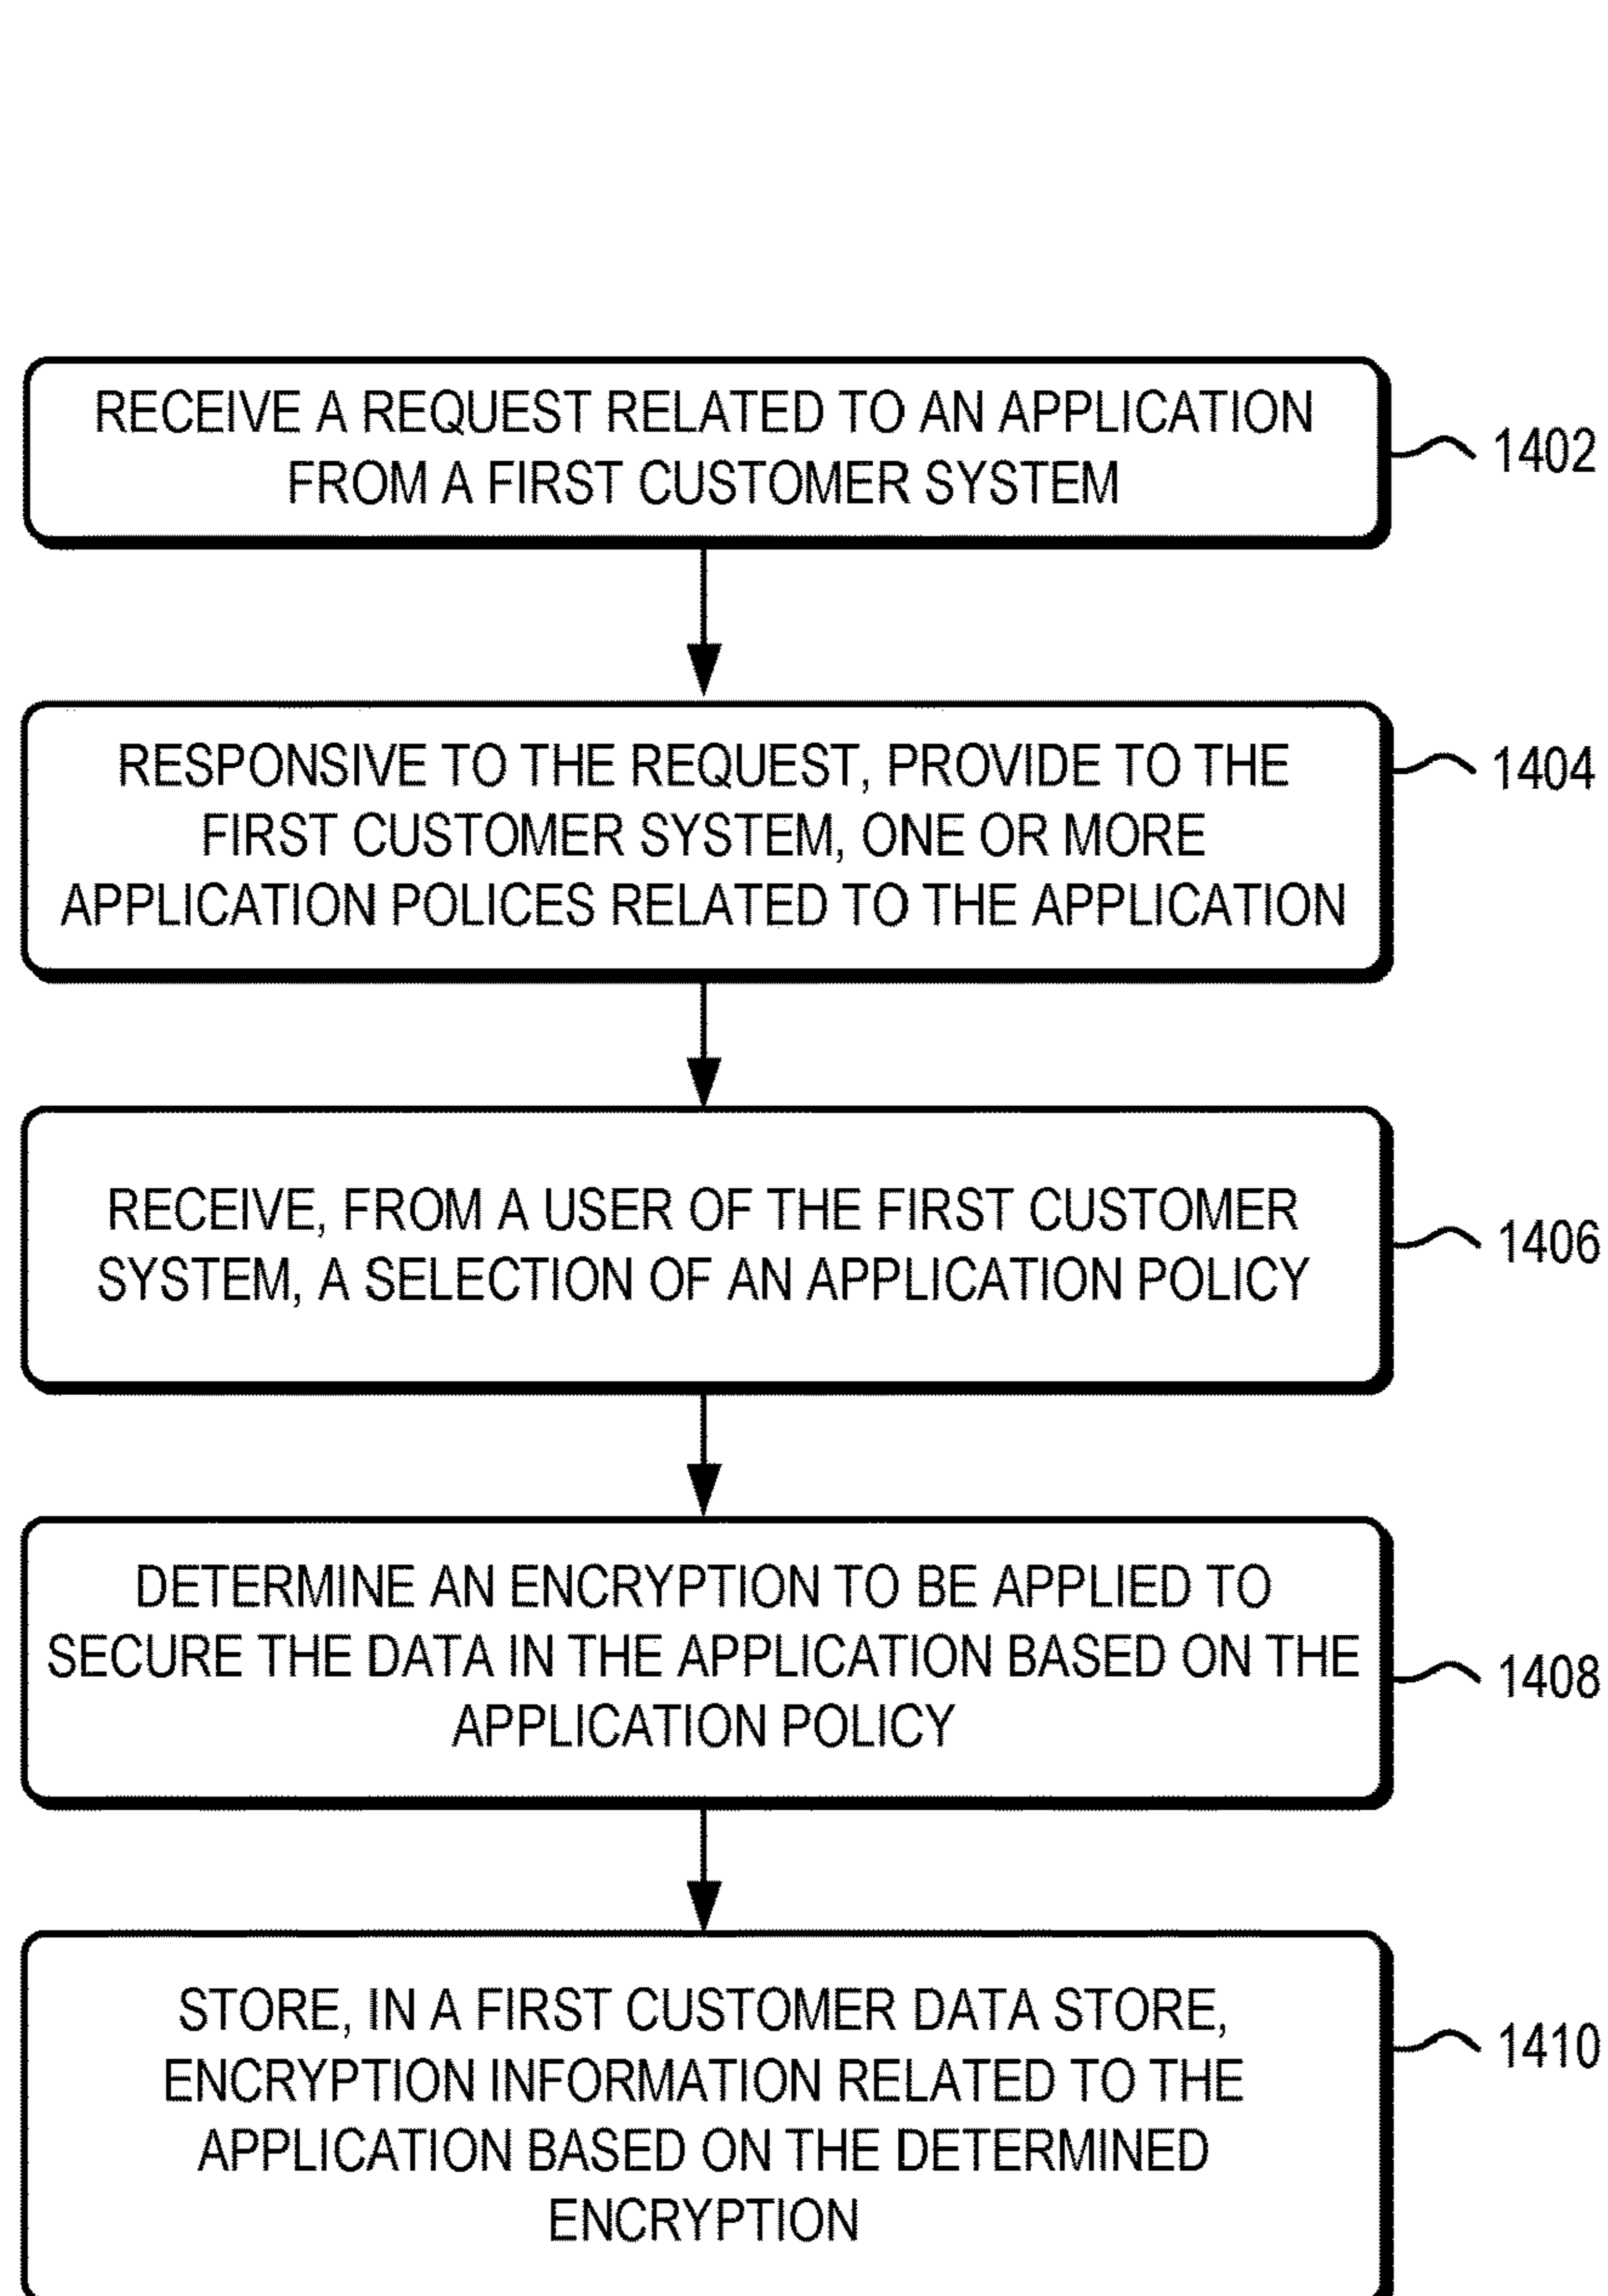 RECEIVE A REQUEST RELATED TO AN APPLICATION
FROM A FIRST CUSTOMER SYSTEM
1402
RESPONSIVE TO THE REQUEST, PROVIDE TO THE
FIRST CUSTOMER SYSTEM, ONE OR MORE
APPLICATION POLICES RELATED TO THE APPLICATION
1404
RECEIVE, FROM A USER OF THE FIRST CUSTOMER
SYSTEM, A SELECTION OF AN APPLICATION POLICY
1406
DETERMINE AN ENCRYPTION TO BE APPLIED TO
SECURE THE DATA IN THE APPLICATION BASED ON THE
APPLICATION POLICY
1408
STORE, IN A FIRST CUSTOMER DATA STORE,
ENCRYPTION INFORMATION RELATED TO THE
APPLICATION BASED ON THE DETERMINED
ENCRYPTION
1410